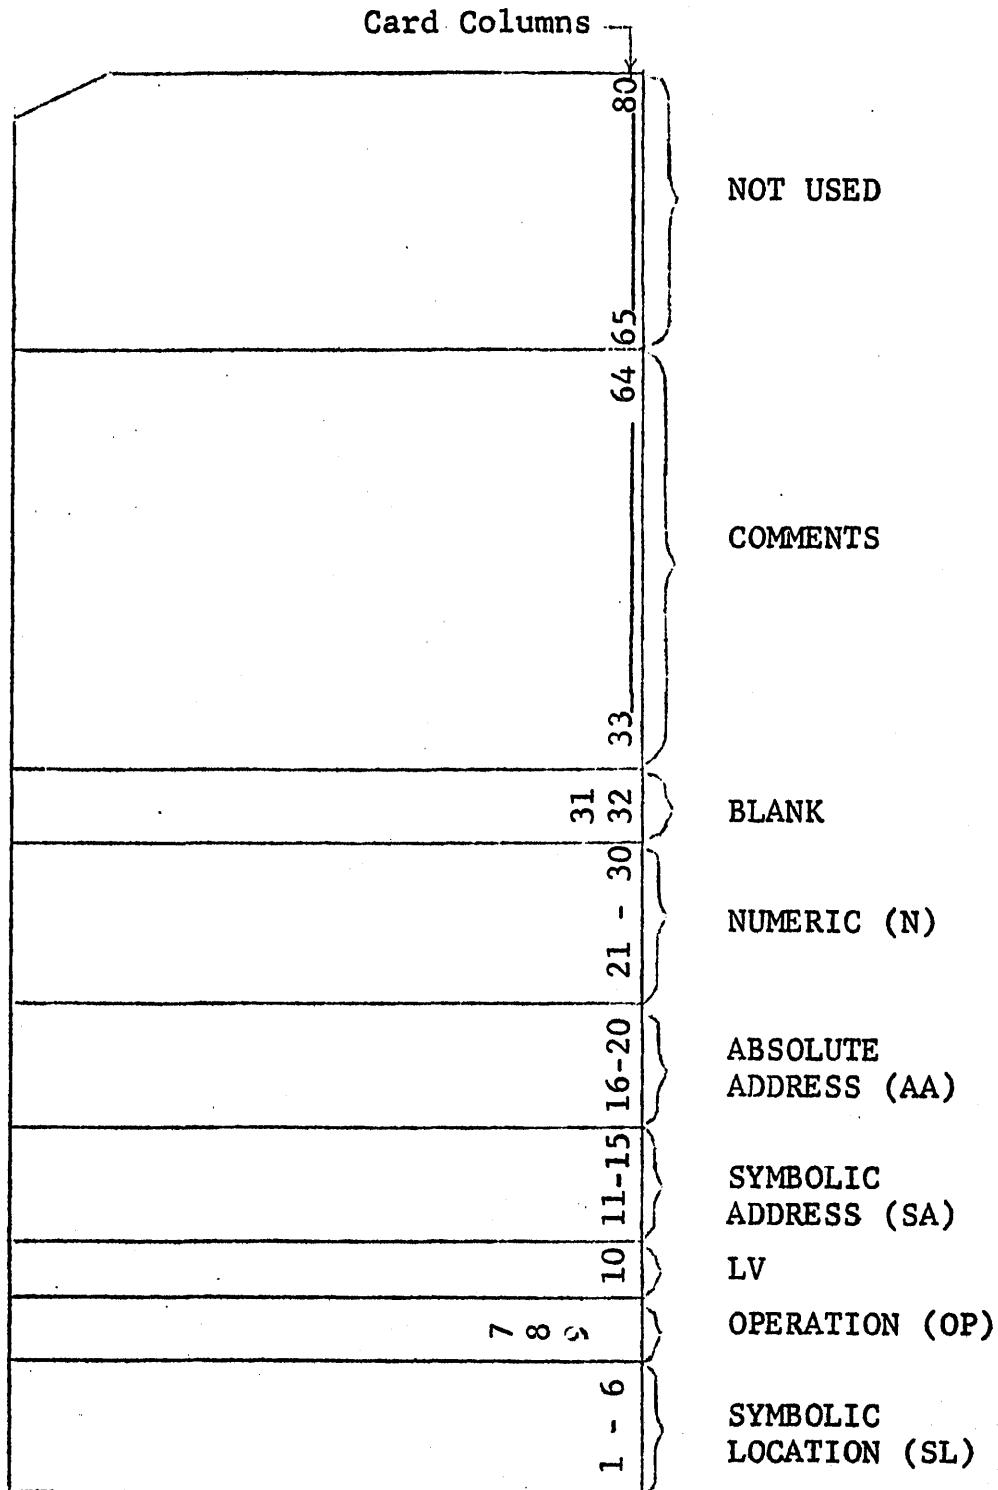 Card Columns
80
NOT USED
65
64
COMMENTS
33
31
32
BLANK
21 - 30
NUMERIC (N)
16-20
ABSOLUTE
ADDRESS (AA)
11-15
SYMBOLIC
ADDRESS (SA)
10
LV
7
8
OPERATION (OP)
1 - 6
SYMBOLIC
LOCATION (SL)